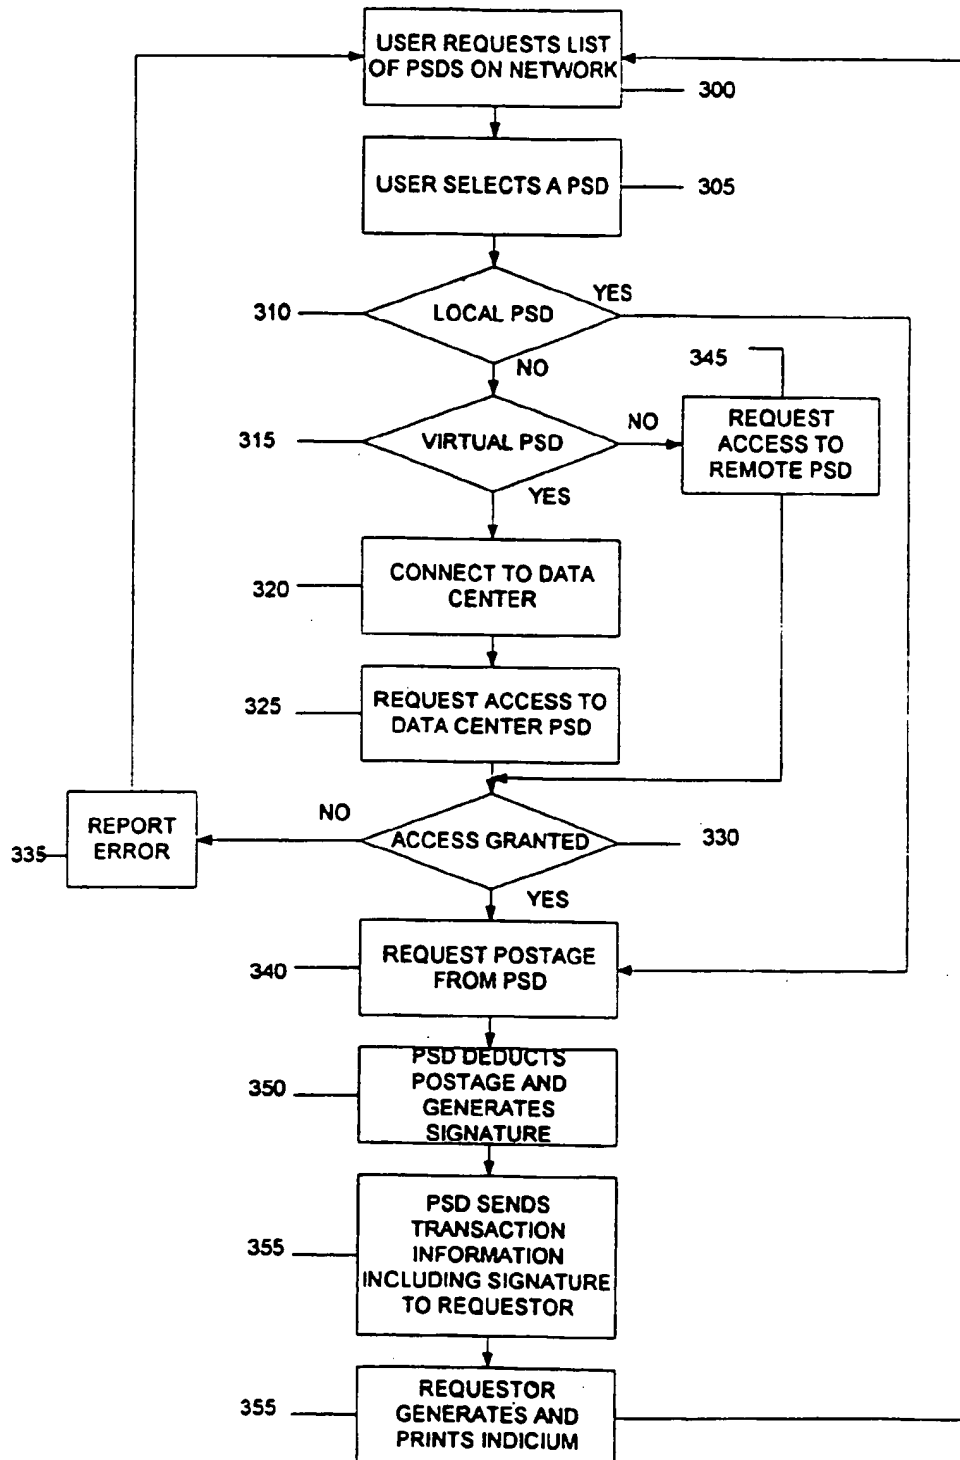 USER REQUESTS LIST
OF PSDS ON NETWORK
300
USER SELECTS A PSD
305
310
LOCAL PSD
YES
NO
345
315
VIRTUAL PSD
NO
REQUEST
ACCESS TO
REMOTE PSD
YES
320
CONNECT TO DATA
CENTER
325
REQUEST ACCESS TO
DATA CENTER PSD
NO
REPORT
ERROR
335
ACCESS GRANTED
330
YES
340
REQUEST POSTAGE
FROM PSD
350
PSD DEDUCTS
POSTAGE AND
GENERATES
SIGNATURE
355
PSD SENDS
TRANSACTION
INFORMATION
INCLUDING SIGNATURE
TO REQUESTOR
355
REQUESTOR
GENERATES AND
PRINTS INDICIUM